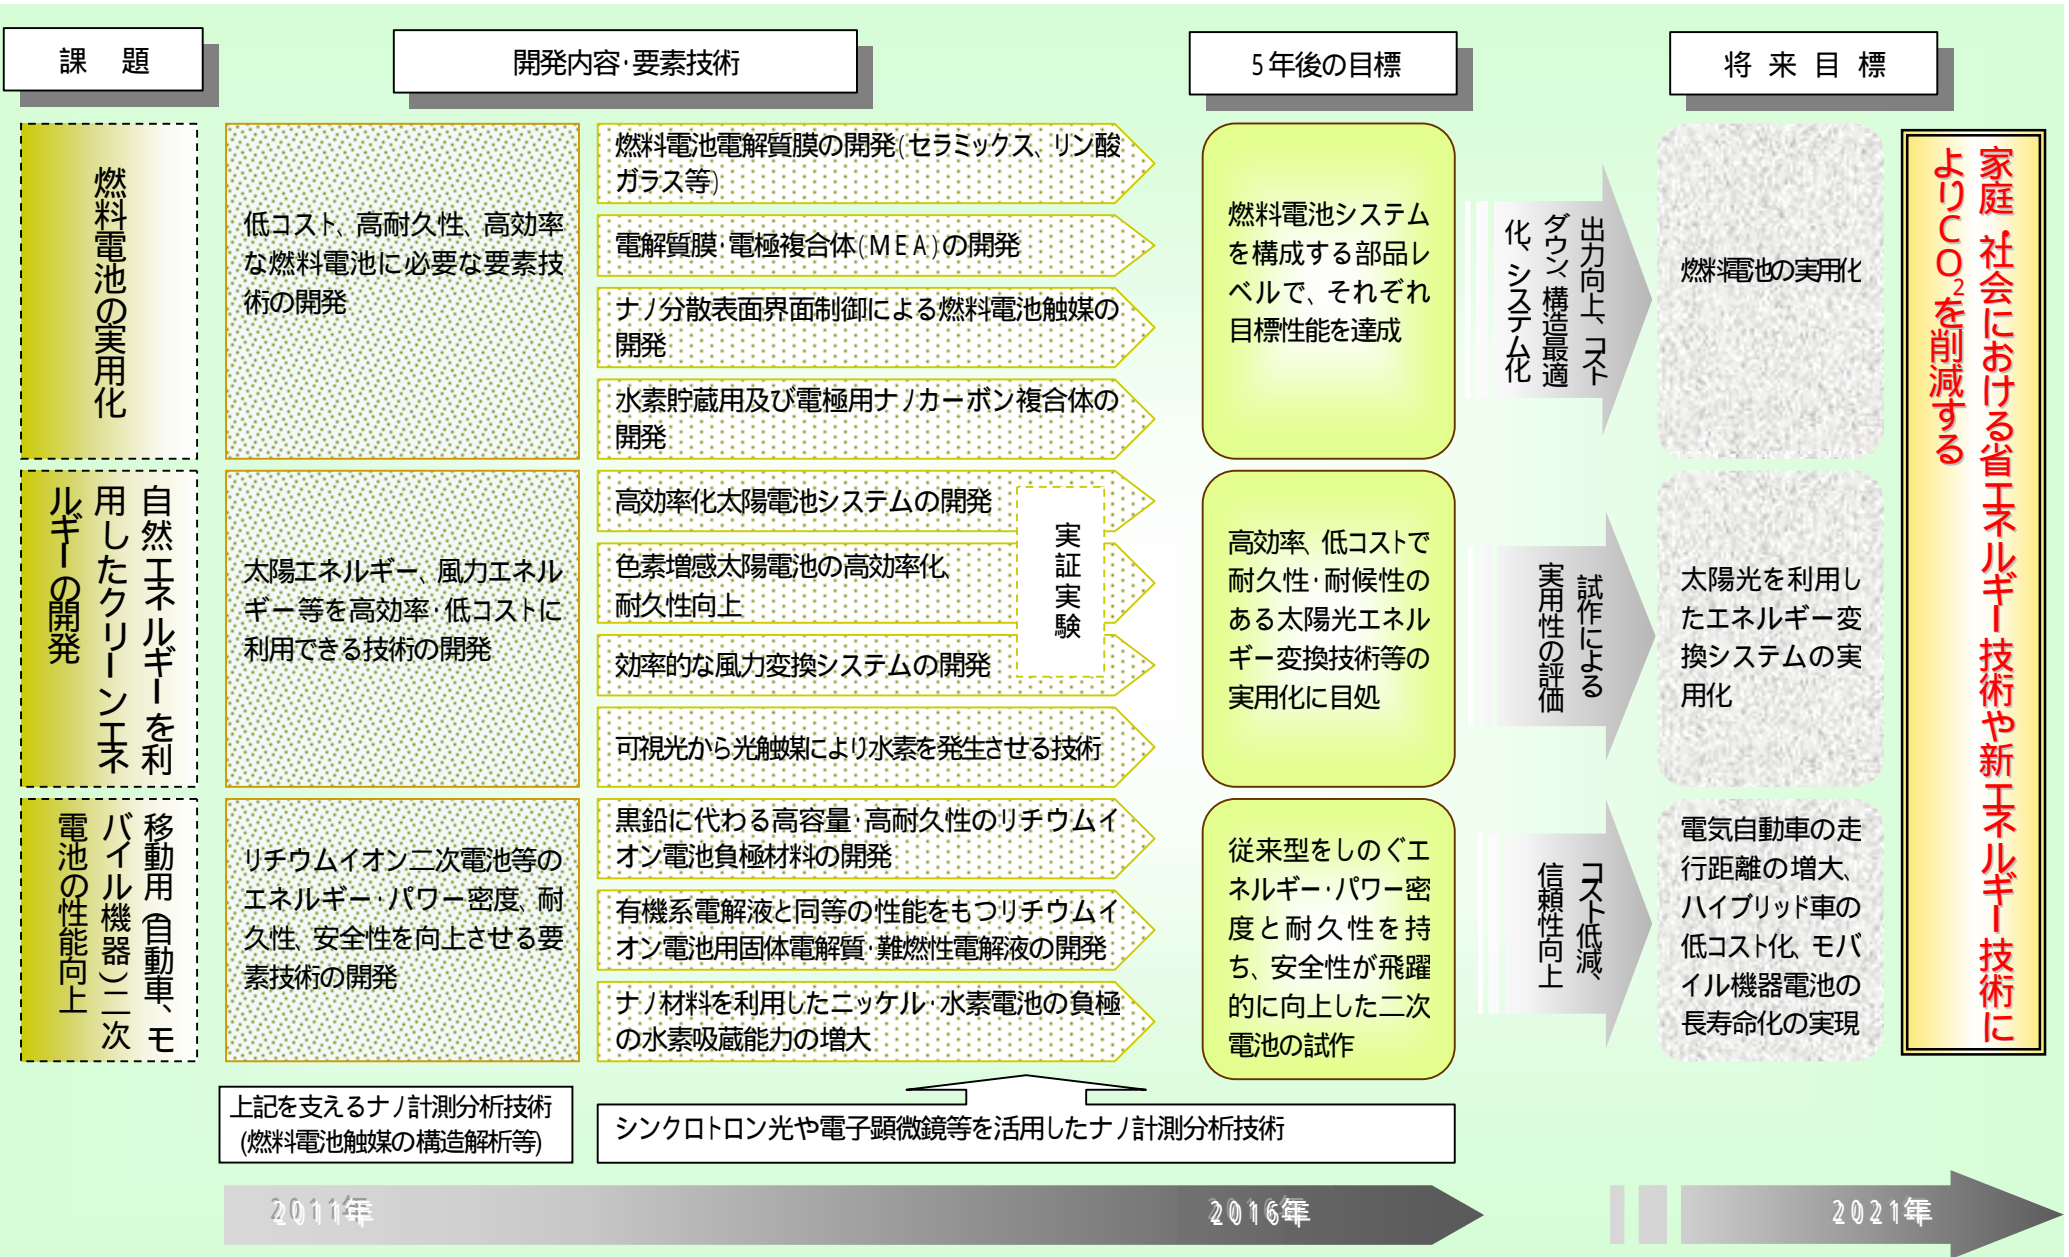 課　題
開発内容・要素技術
5年後の目標
将来目標
燃料電池の実用化
低コスト、高耐久性、高効率
な燃料電池に必要な要素技
術の開発
燃料電池電解質膜の開発(セラミックス、リン酸
ガラス等)
電解質膜・電極複合体(MEA)の開発
ナノ分散表面界面制御による燃料電池触媒の
開発
水素貯蔵用及び電極用ナノカーボン複合体の
開発
燃料電池システム
を構成する部品レ
ベルで、それぞれ
目標性能を達成
出力向上、コスト
ダウン、構造最適
化、システム化
燃料電池の実用化
自然エネルギーを利
用したクリーンエネ
ルギーの開発
太陽エネルギー、風力エネル
ギー等を高効率・低コストに
利用できる技術の開発
高効率化太陽電池システムの開発
色素増感太陽電池の高効率化、
耐久性向上
効率的な風力変換システムの開発
可視光から光触媒により水素を発生させる技術
実証実験
高効率、低コストで
耐久性・耐候性の
ある太陽光エネル
ギー変換技術等の
実用化に目処
試作による
実用性の評価
太陽光を利用し
たエネルギー変
換システムの実
用化
移動用(自動車、モ
バイル機器)二次
電池の性能向上
リチウムイオン二次電池等の
エネルギー・パワー密度、耐
久性、安全性を向上させる要
素技術の開発
黒鉛に代わる高容量・高耐久性のリチウムイ
オン電池負極材料の開発
有機系電解液と同等の性能をもつリチウムイ
オン電池用固体電解質・難燃性電解液の開発
ナノ材料を利用したニッケル・水素電池の負極
の水素吸蔵能力の増大
従来型をしのぐエ
ネルギー・パワー密
度と耐久性を持
ち、安全性が飛躍
的に向上した二次
電池の試作
コスト低減、
信頼性向上
電気自動車の走
行距離の増大、
ハイブリッド車の
低コスト化、モバ
イル機器電池の
長寿命化の実現
家庭・社会における省エネルギー技術や新エネルギー技術に
よりCO2を削減する
上記を支えるナノ計測分析技術
(燃料電池触媒の構造解析等)
シンクロトロン光や電子顕微鏡等を活用したナノ計測分析技術
2011年
2016年
2021年